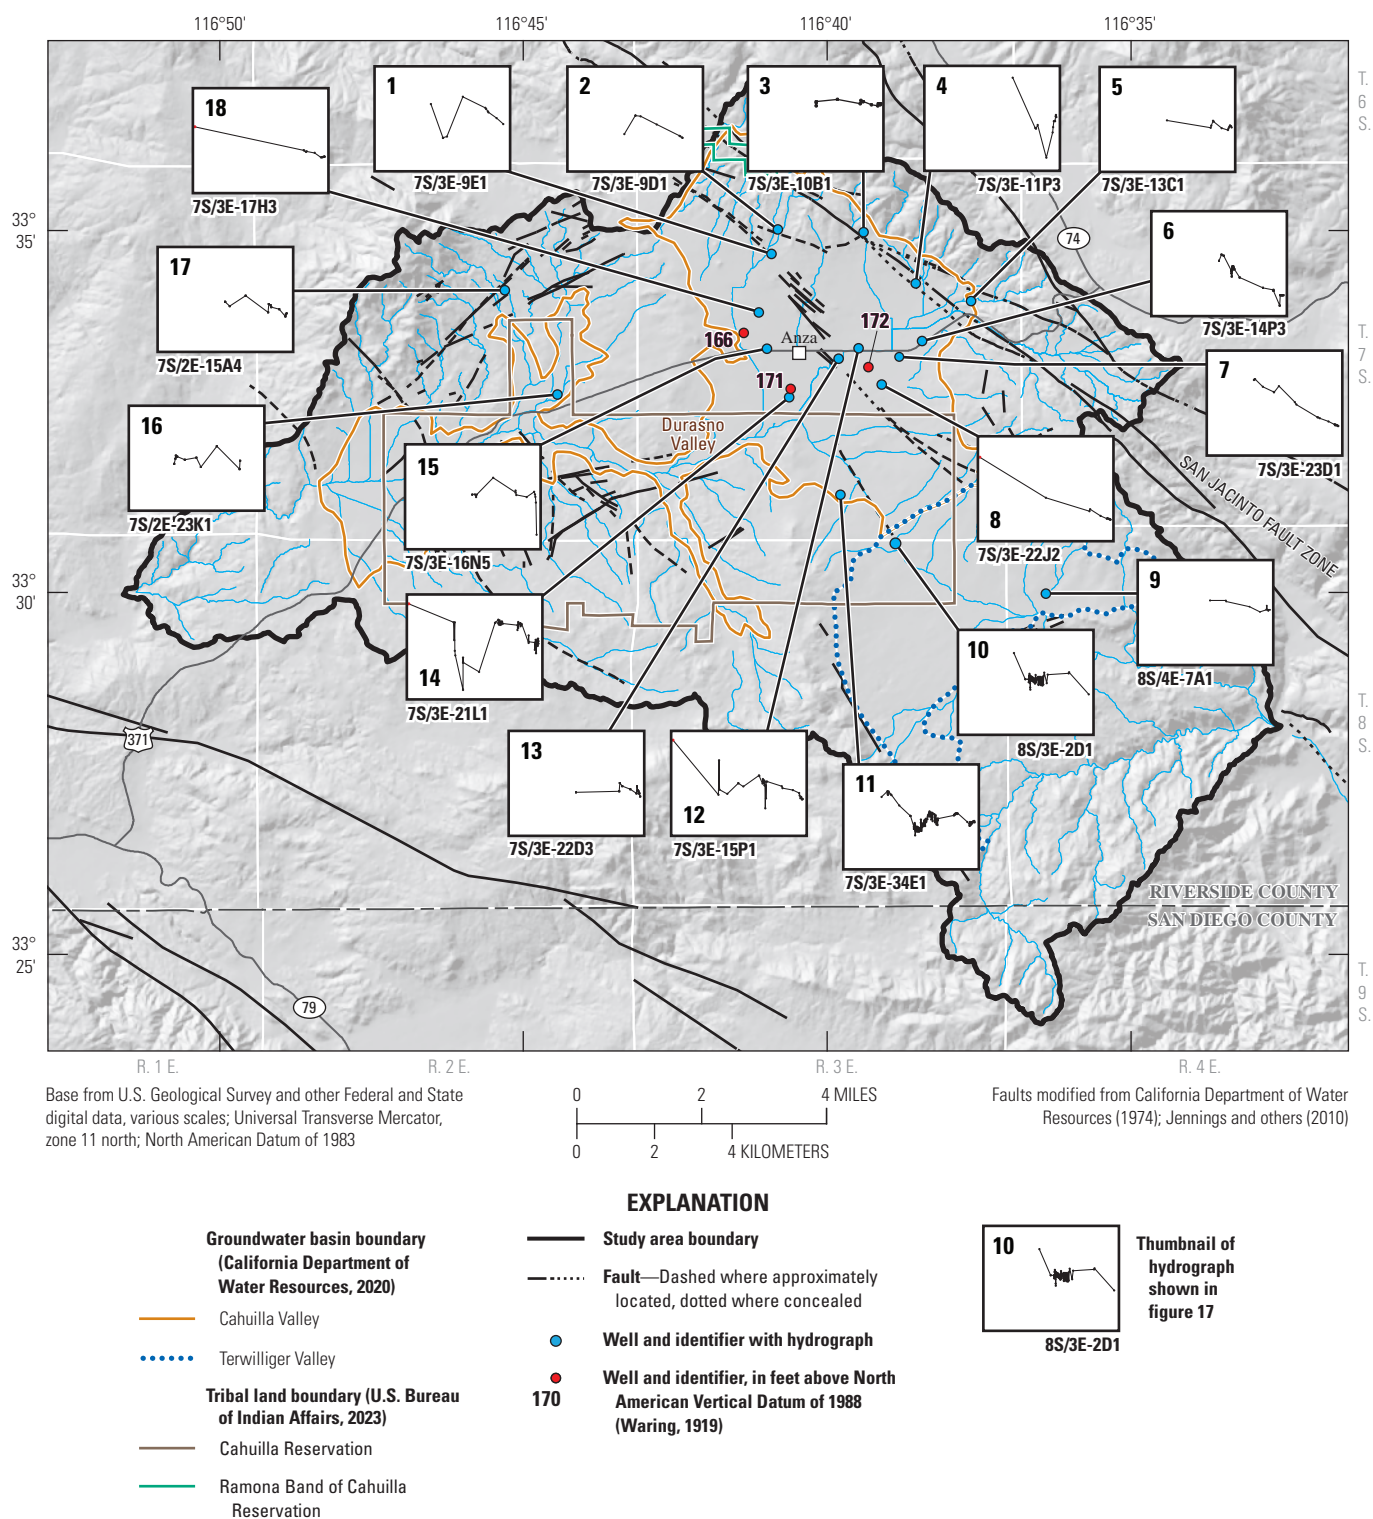 116°50'
116°45'
116°40'
116°35'
T.
6
S.
18
7S/3E-17H3
1
7S/3E-9E1
2
7S/3E-9D1
3
7S/3E-10B1
4
7S/3E-11P3
5
7S/3E-13C1
33°
35'
74
6
7S/3E-14P3
17
7S/2E-15A4
166
Anza
172
171
T.
7
S.
7
7S/3E-23D1
16
7S/2E-23K1
Durasno
Valley
15
7S/3E-16N5
8
7S/3E-22J2
SAN JACINTO FAULT ZONE
33°
30'
9
8S/4E-7A1
14
7S/3E-21L1
10
8S/3E-2D1
T.
8
S.
371
13
7S/3E-22D3
12
7S/3E-15P1
11
7S/3E-34E1
RIVERSIDE COUNTY
SAN DIEGO COUNTY
33°
25'
T.
9
S.
79
R. 1 E.
R. 2 E.
R. 3 E.
R. 4 E.
Base from U.S. Geological Survey and other Federal and State
digital data, various scales; Universal Transverse Mercator,
zone 11 north; North American Datum of 1983
0 2 4 MILES
0 2 4 KILOMETERS
Faults modified from California Department of Water
Resources (1974); Jennings and others (2010)
EXPLANATION
Groundwater basin boundary
(California Department of
Water Resources, 2020)
Cahuilla Valley
Terwilliger Valley
Tribal land boundary (U.S. Bureau
of Indian Affairs, 2023)
Cahuilla Reservation
Ramona Band of Cahuilla
Reservation
Study area boundary
Fault—Dashed where approximately
located, dotted where concealed
Well and identifier with hydrograph
170
Well and identifier, in feet above North
American Vertical Datum of 1988
(Waring, 1919)
10
8S/3E-2D1
Thumbnail of
hydrograph
shown in
figure 17